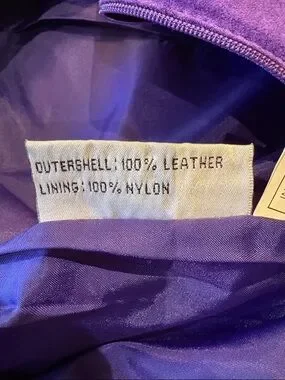 OUTERSHELL: 100% LEATHER
LINING: 100% NYLON